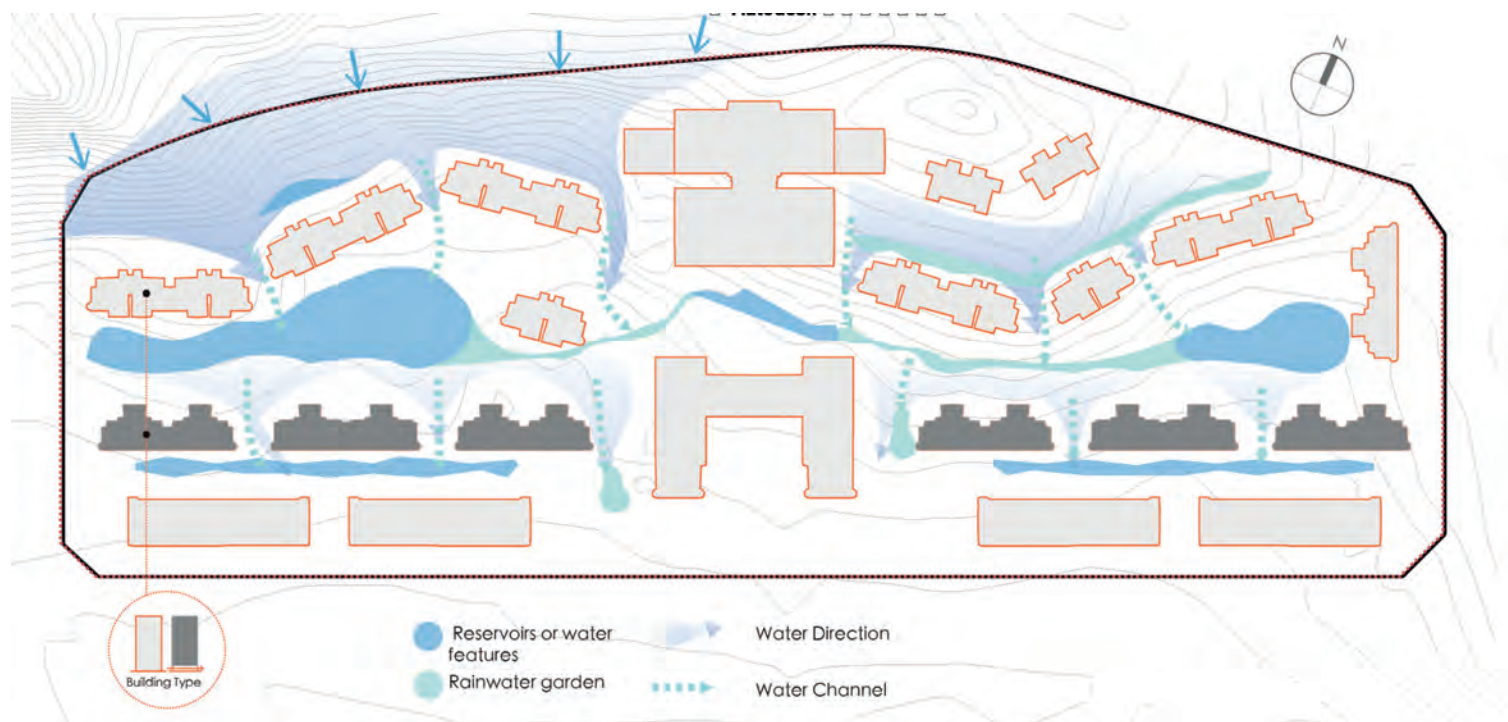 N
Reservoirs or water
features
Rainwater garden
Water Direction
Water Channel
Building Type